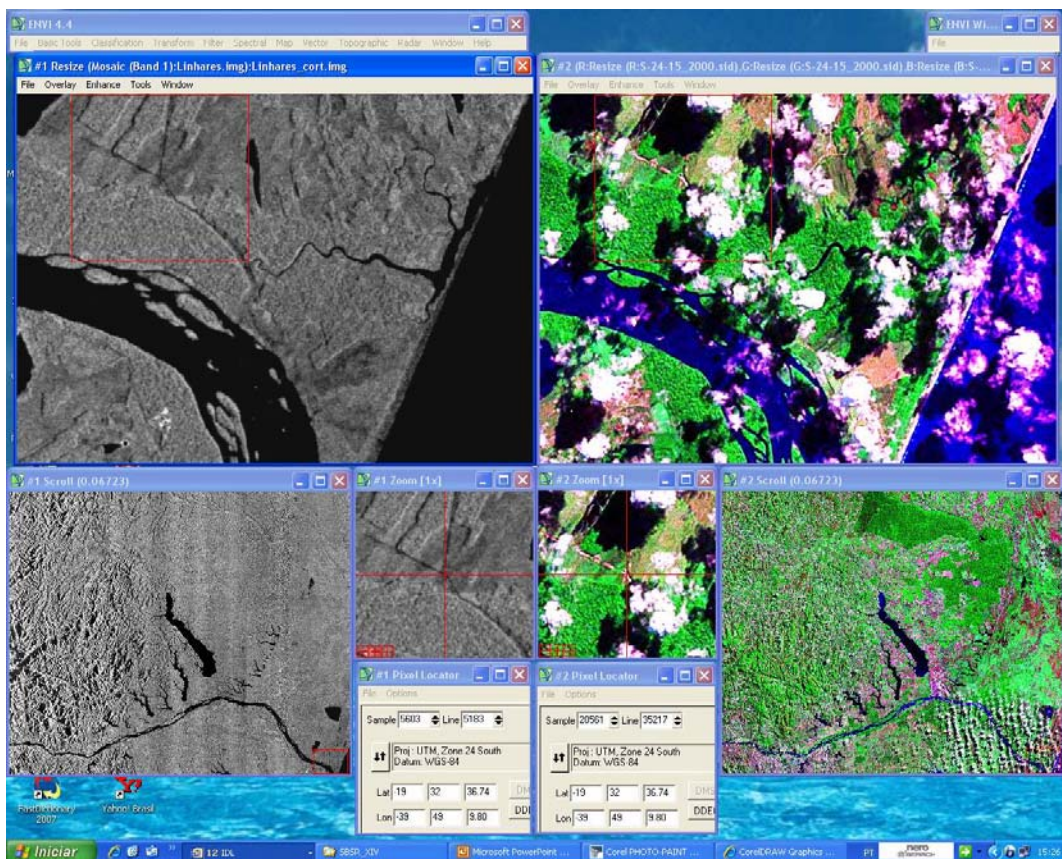 ENVI 4.4
ENVI Wi...
File Basic Tools Classification Transform Filter Spectral Map Vector Topographic Radar Window Help
File
#1 Resize (Mosaic (Band 1):Linhares.img):Linhares_cort.img
#2 (R:Resize (R:S-24-15_2000.sid),G:Resize (G:S-24-15_2000.sid),B:Resize (B:S-...
File Overlay Enhance Tools Window
File Overlay Enhance Tools Window
#1 Scroll (0.06723)
#1 Zoom [1x]
#2 Zoom [1x]
#2 Scroll (0.06723)
#1 Pixel Locator
#2 Pixel Locator
File Options
File Options
Sample 5603 Line 5183
Sample 20561 Line 35217
Proj : UTM, Zone 24 South
Datum: WGS-84
Proj : UTM, Zone 24 South
Datum: WGS-84
Lat -19 32 36.74 DMS
Lat -19 32 36.74 DMS
Lon -39 49 9.80 DDE
Lon -39 49 9.80 DDE
FastDictionary 2007
Yahoo! Brasil
Iniciar
12 IDL
SBSR_XIV
Microsoft PowerPoint ...
Corel PHOTO-PAINT ...
CorelDRAW Graphics ...
PT
nero